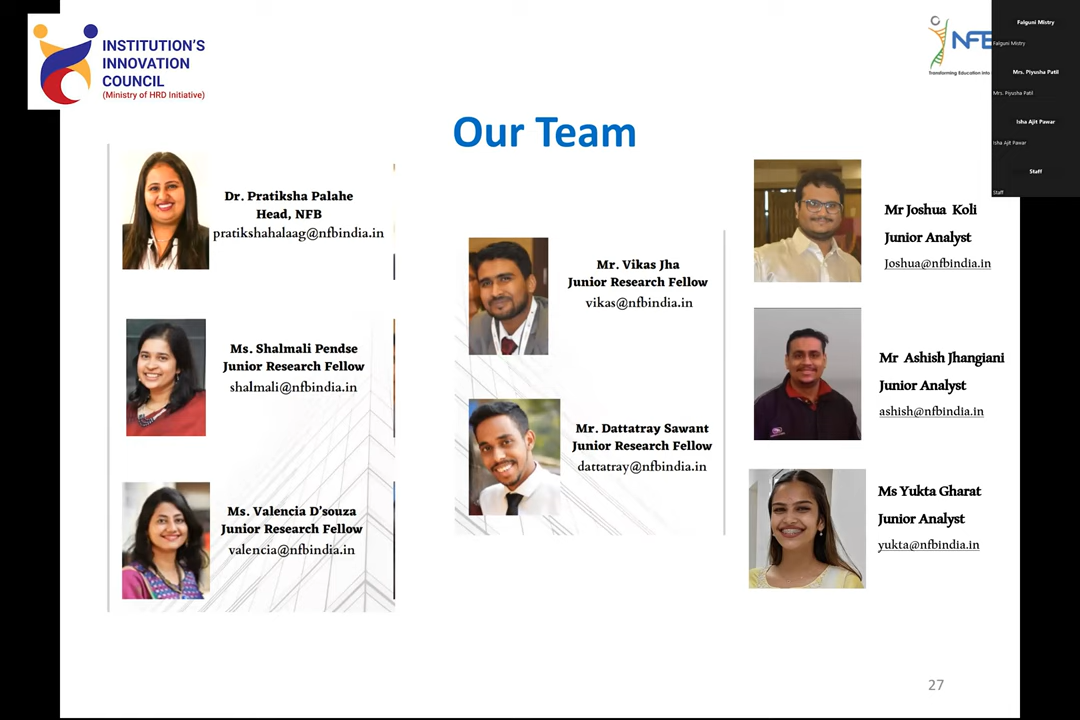 INSTITUTION'S
INNOVATION
COUNCIL
(Ministry of HRD Initiative)
NFB
Transforming Education into
Falguni Mistry
Falguni Mistry
Mrs. Piyusha Patil
Mrs. Piyusha Patil
Isha Ajit Pawar
Isha Ajit Pawar
Staff
Staff
Our Team
Dr. Pratiksha Palahe
Head, NFB
pratikshahalaag@nfbindia.in
Ms. Shalmali Pendse
Junior Research Fellow
shalmali@nfbindia.in
Ms. Valencia D'souza
Junior Research Fellow
valencia@nfbindia.in
Mr. Vikas Jha
Junior Research Fellow
vikas@nfbindia.in
Mr. Dattatray Sawant
Junior Research Fellow
dattatray@nfbindia.in
Mr Joshua Koli
Junior Analyst
Joshua@nfbindia.in
Mr Ashish Jhangiani
Junior Analyst
ashish@nfbindia.in
Ms Yukta Gharat
Junior Analyst
yukta@nfbindia.in
27